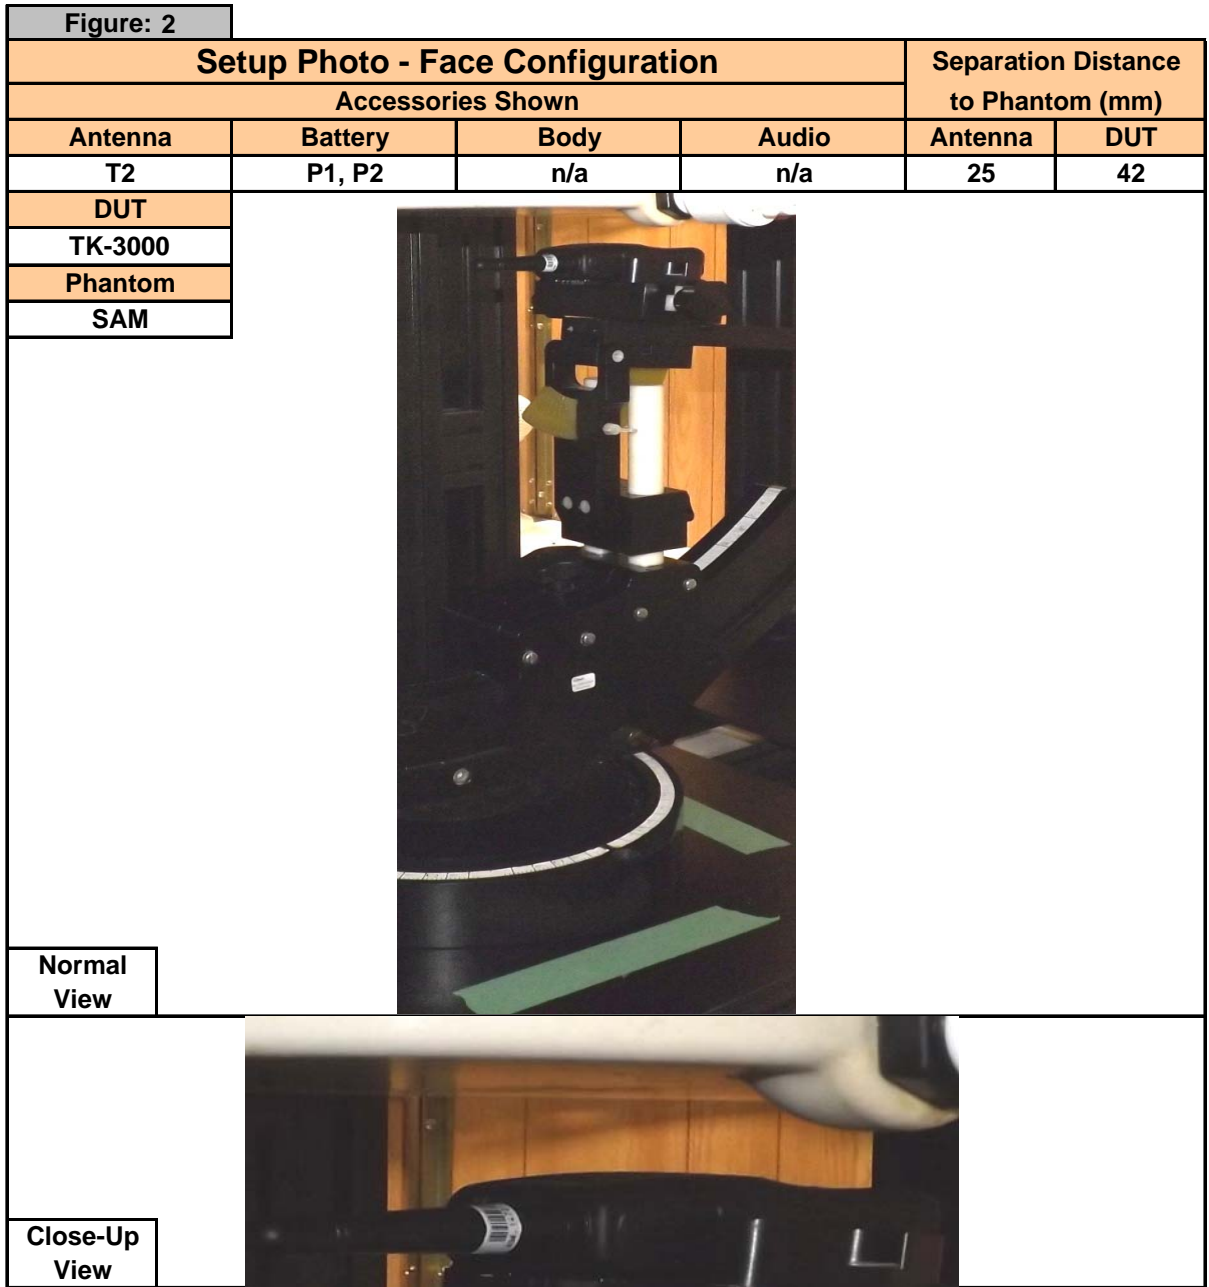 Figure: 2
Setup Photo - Face Configuration
Separation Distance
to Phantom (mm)
Accessories Shown
Antenna Battery Body Audio Antenna DUT
T2 P1, P2 n/a n/a 25 42
DUT
TK-3000
Phantom
SAM
Normal
View
Close-Up
View